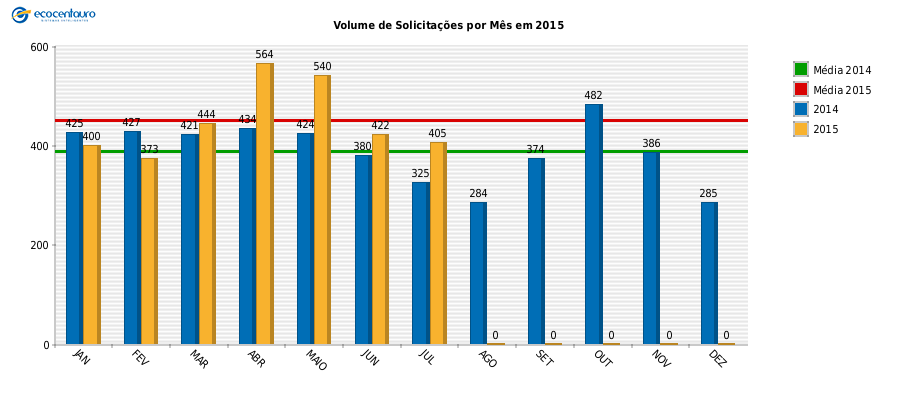 ecocentauro
Volume de Solicitações por Mês em 2015
600
400
200
0
425
400
427
373
421
444
434
564
424
540
380
422
325
405
284
0
374
0
482
0
386
0
285
0
JAN
FEV
MAR
ABR
MAIO
JUN
JUL
AGO
SET
OUT
NOV
DEZ
Média 2014
Média 2015
2014
2015